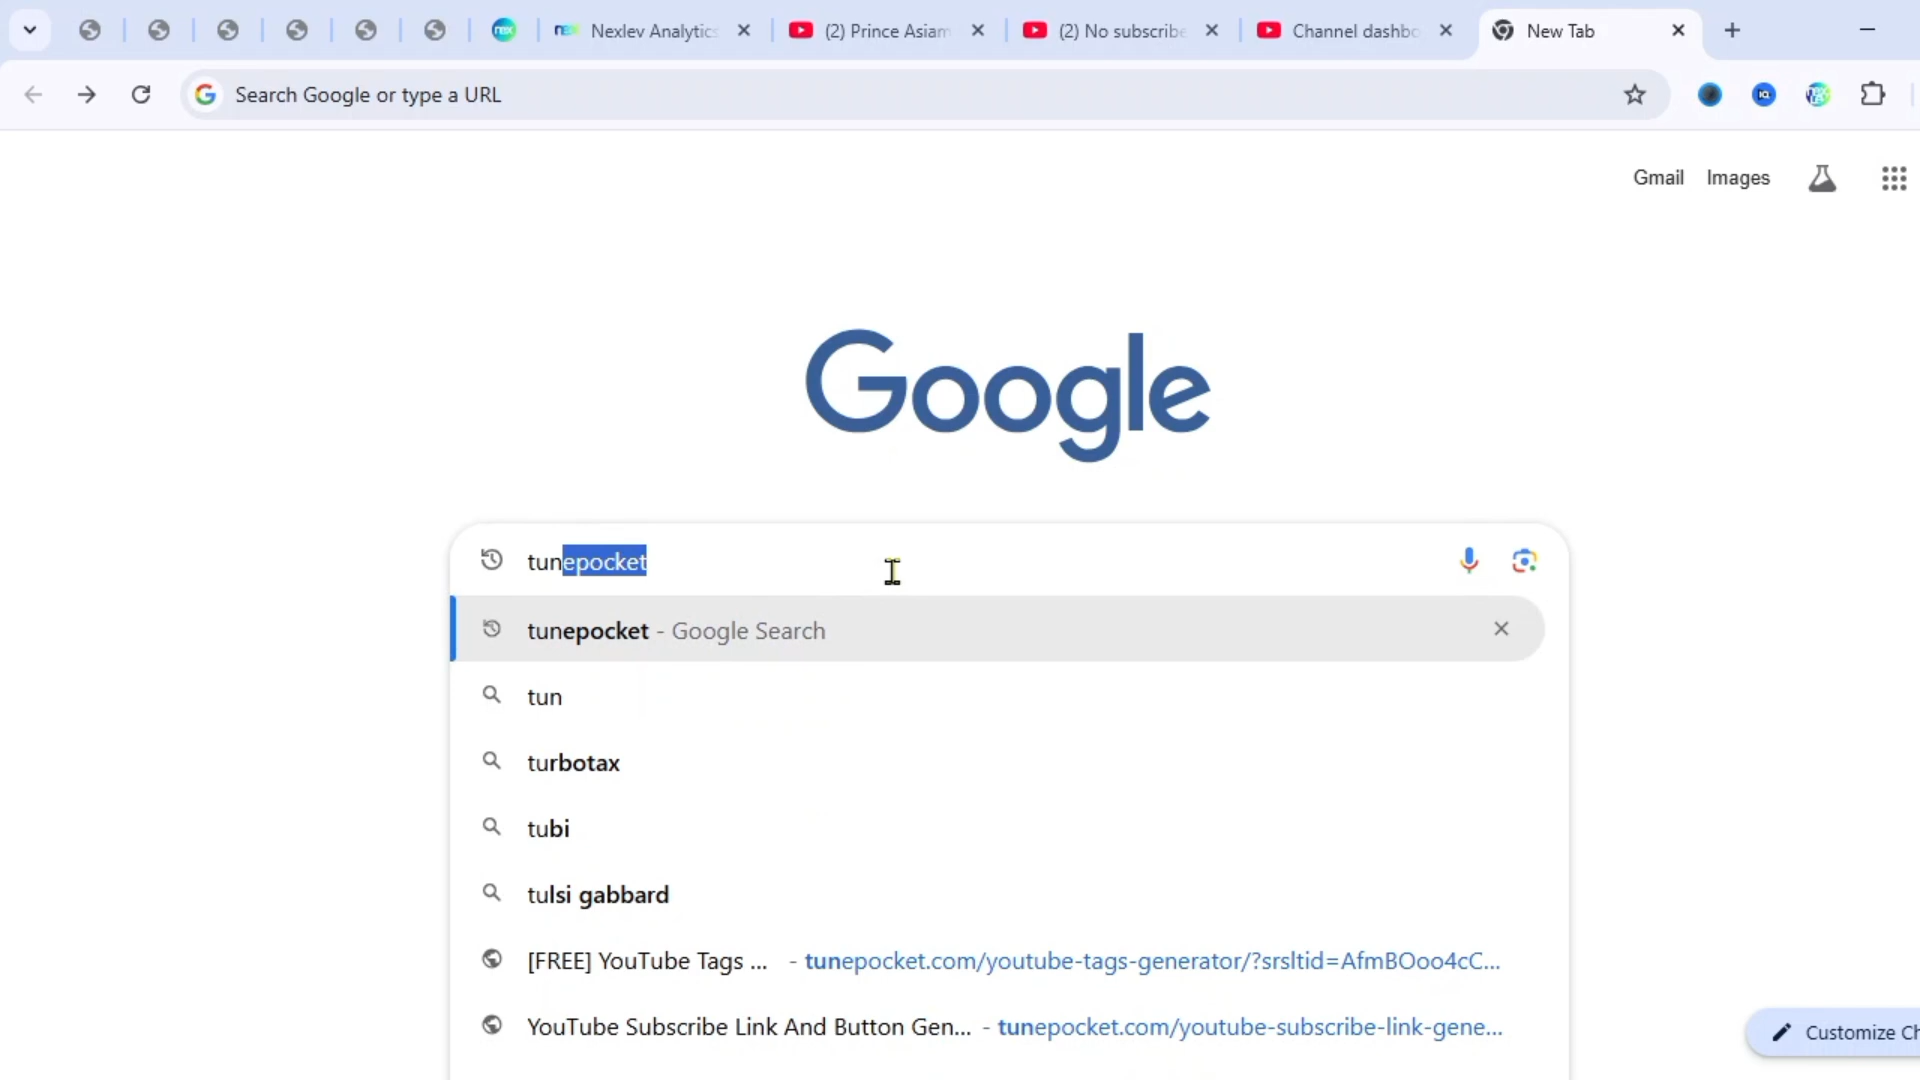 Nexlev Analytics
(2) Prince Asiam
(2) No subscribe
Channel dashbo
New Tab
Search Google or type a URL
Gmail
Images
Google
tunepocket
tunepocket - Google Search
tun
turbotax
tubi
tulsi gabbard
[FREE] YouTube Tags ... - tunepocket.com/youtube-tags-generator/?srsltid=AfmBOoo4cC...
YouTube Subscribe Link And Button Gen... - tunepocket.com/youtube-subscribe-link-gene...
Customize Ch